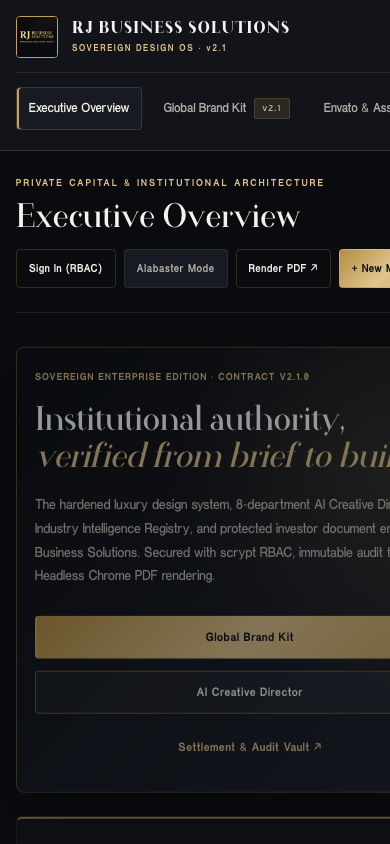 RJ BUSINESS SOLUTIONS
RJ BUSINESS SOLUTIONS
SOVEREIGN DESIGN OS · v2.1
Executive Overview
Global Brand Kit
v2.1
Envato & Ass
PRIVATE CAPITAL & INSTITUTIONAL ARCHITECTURE
Executive Overview
Sign In (RBAC)
Alabaster Mode
Render PDF ↗
+ New M
SOVEREIGN ENTERPRISE EDITION · CONTRACT V2.1.0
Institutional authority,
verified from brief to buil
The hardened luxury design system, 8-department AI Creative Di
Industry Intelligence Registry, and protected investor document en
Business Solutions. Secured with scrypt RBAC, immutable audit t
Headless Chrome PDF rendering.
Global Brand Kit
AI Creative Director
Settlement & Audit Vault ↗